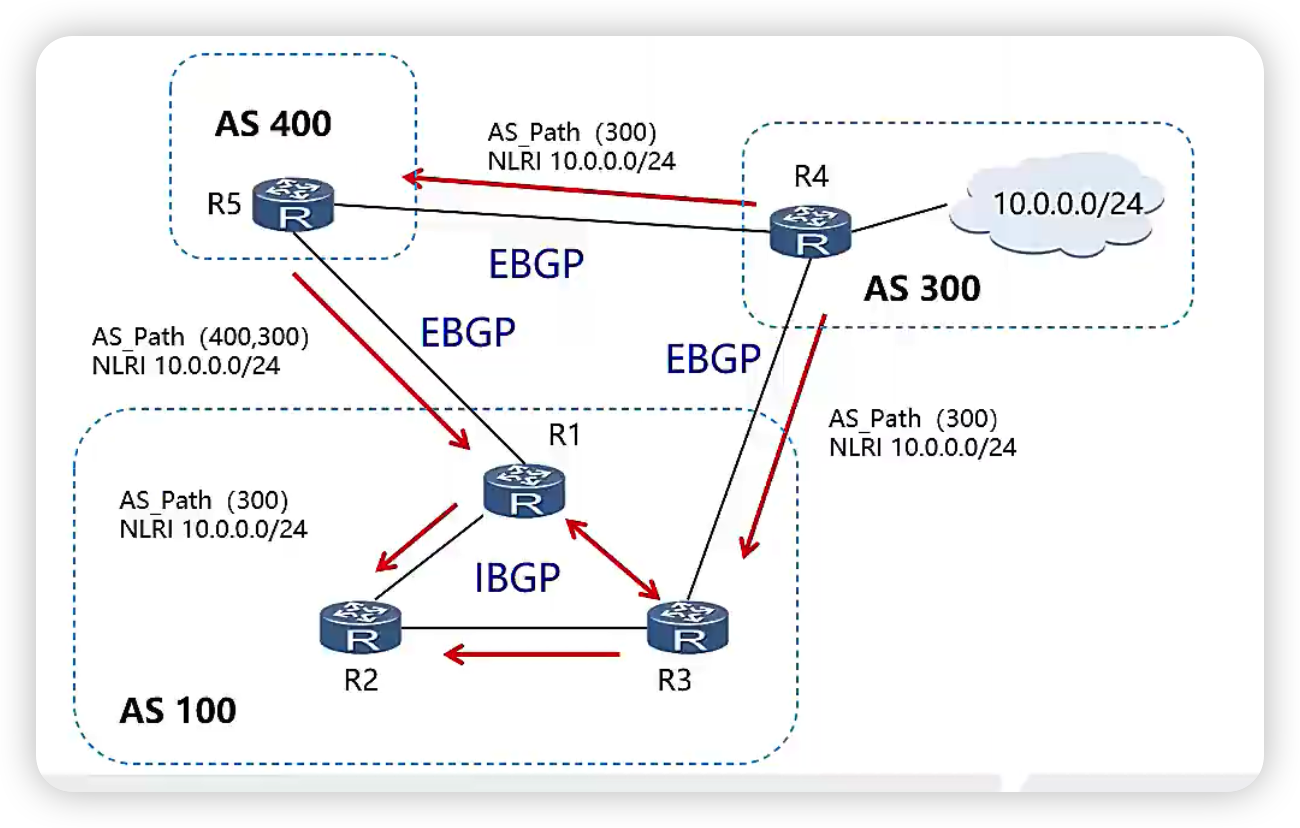 AS 400
AS_Path (300)
NLRI 10.0.0.0/24
R4
R5
R
R
10.0.0.0/24
EBGP
AS 300
AS_Path (400,300)
NLRI 10.0.0.0/24
EBGP
EBGP
AS_Path (300)
NLRI 10.0.0.0/24
R1
R
AS_Path (300)
NLRI 10.0.0.0/24
IBGP
R
R
R2
R3
AS 100